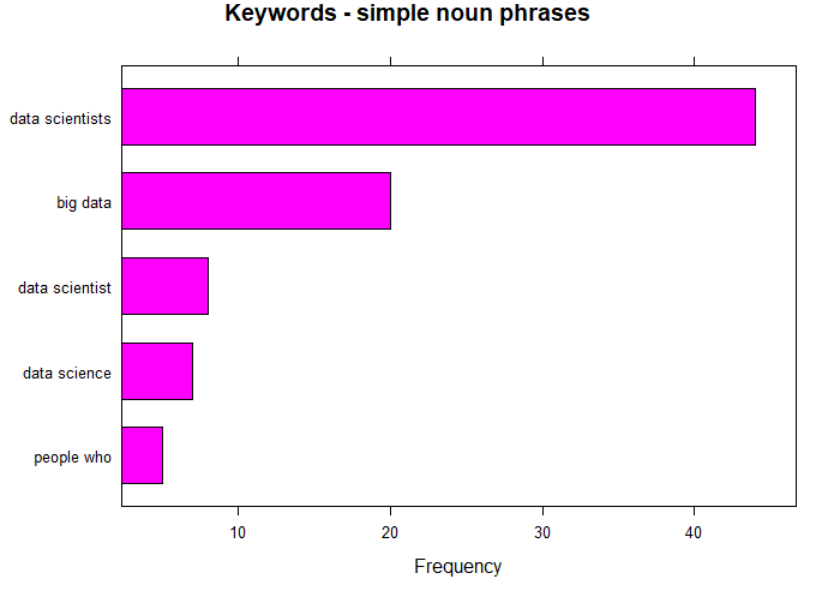 Keywords - simple noun phrases
data scientists
big data
data scientist
data science
people who
10 20 30 40
Frequency